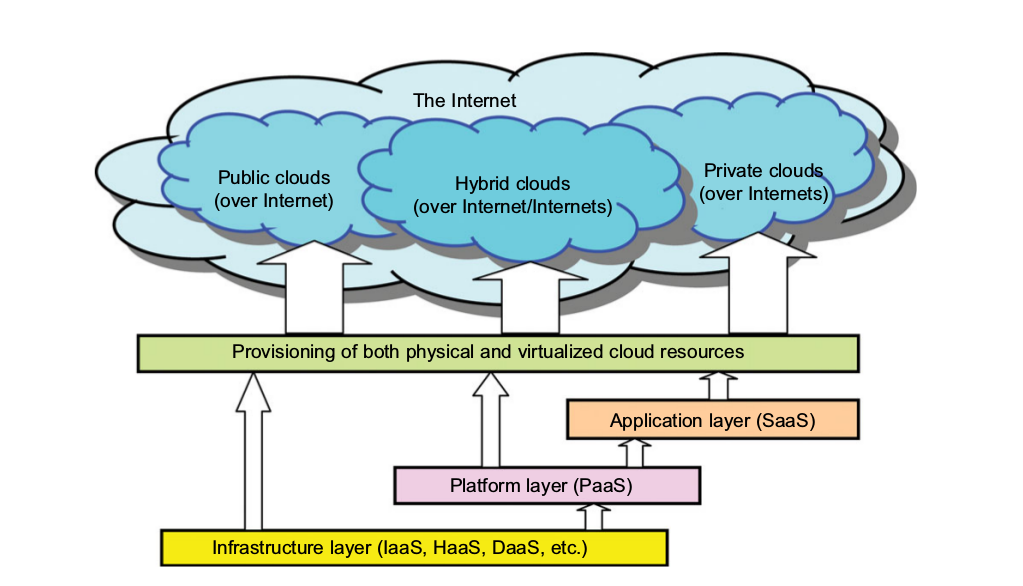 The Internet
Public clouds
(over Internet)
Hybrid clouds
(over Internet/Internets)
Private clouds
(over Internets)
Provisioning of both physical and virtualized cloud resources
Application layer (SaaS)
Platform layer (PaaS)
Infrastructure layer (IaaS, HaaS, DaaS, etc.)